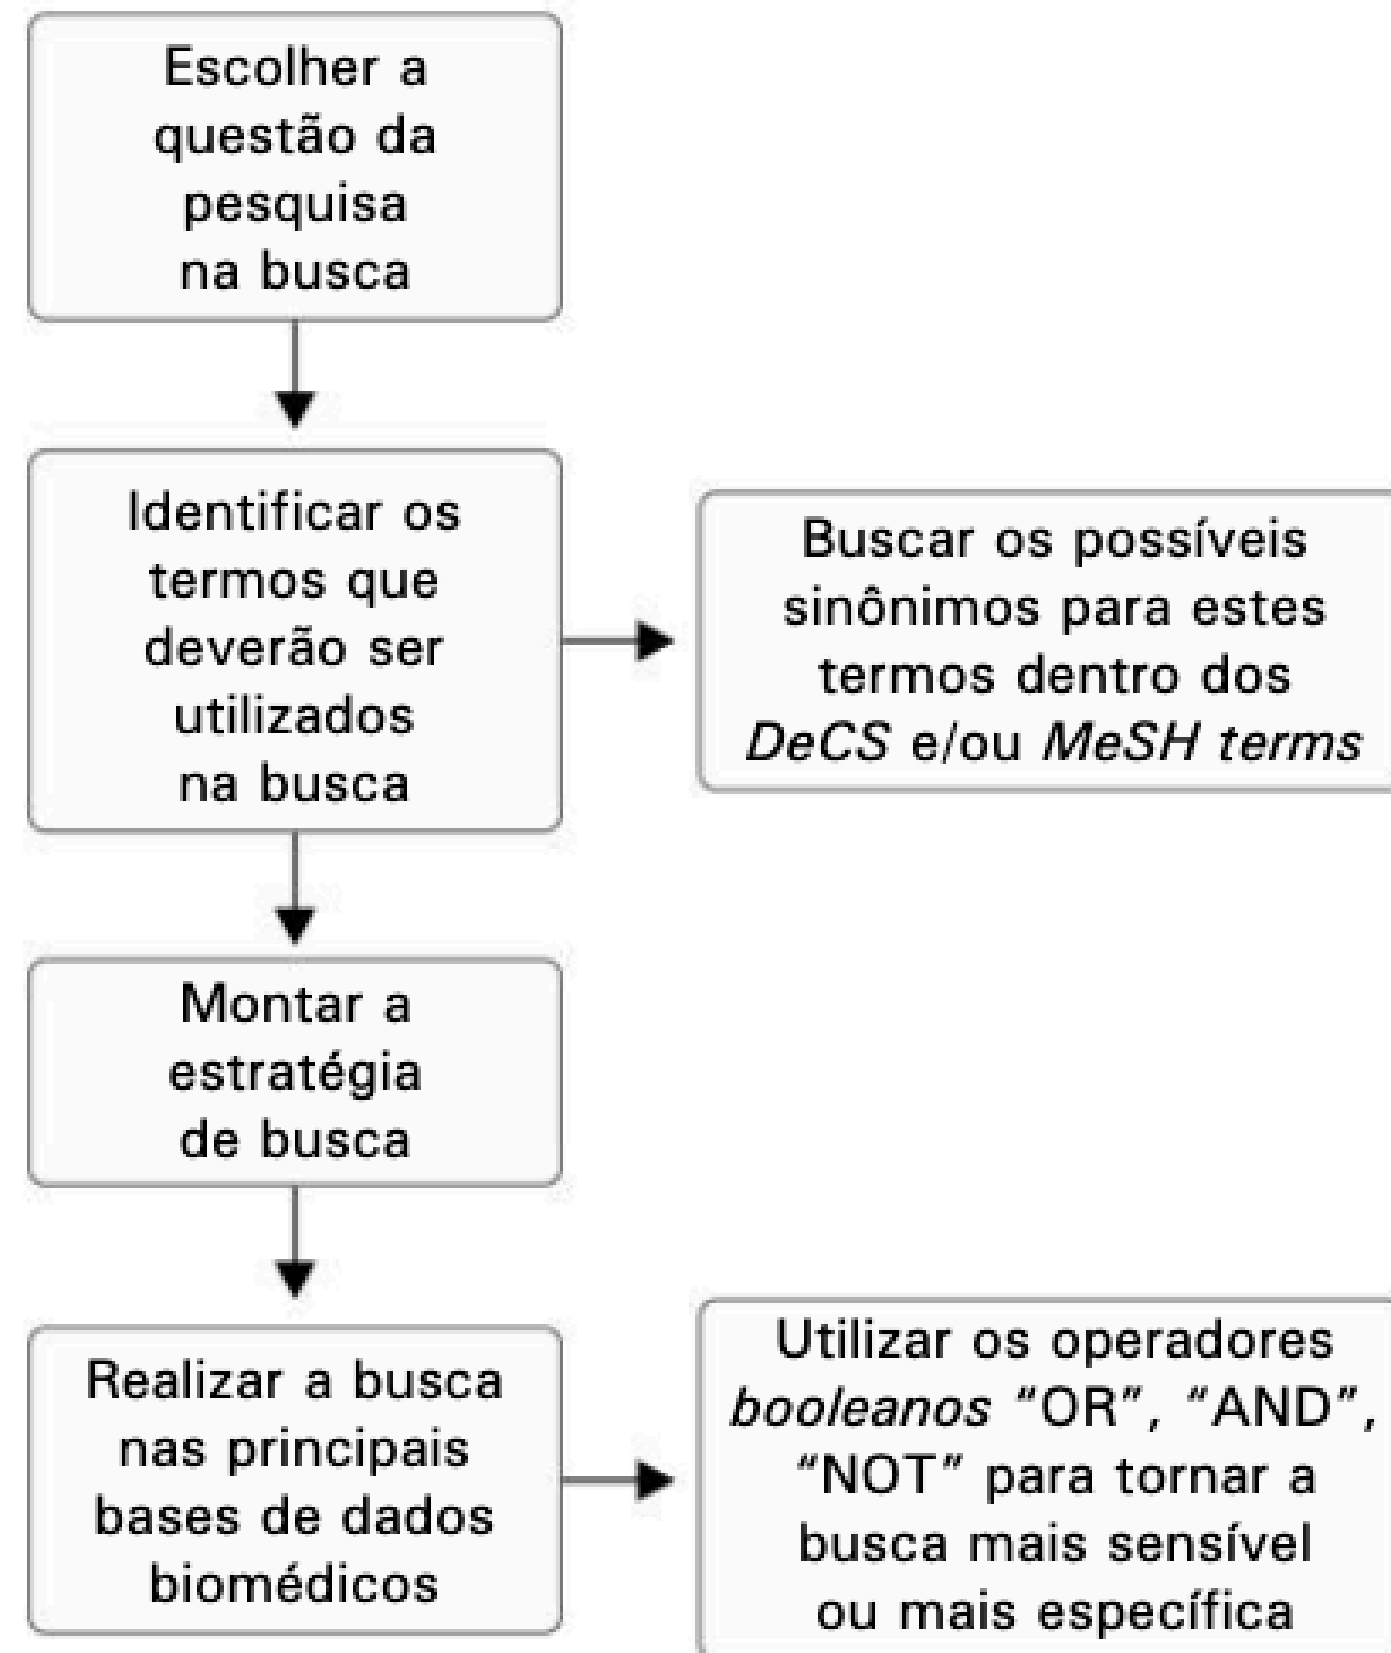 Escolher a
questão da
pesquisa
na busca
Identificar os
termos que
deverão ser
utilizados
na busca
Buscar os possíveis
sinônimos para estes
termos dentro dos
DeCS e/ou MeSH terms
Montar a
estratégia
de busca
Realizar a busca
nas principais
bases de dados
biomédicos
Utilizar os operadores
booleanos “OR”, “AND”,
“NOT” para tornar a
busca mais sensível
ou mais específica